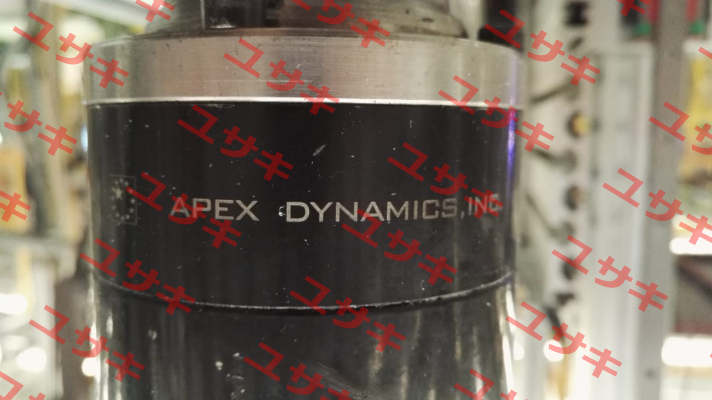 APEX DYNAMICS, INC.
ユサキ